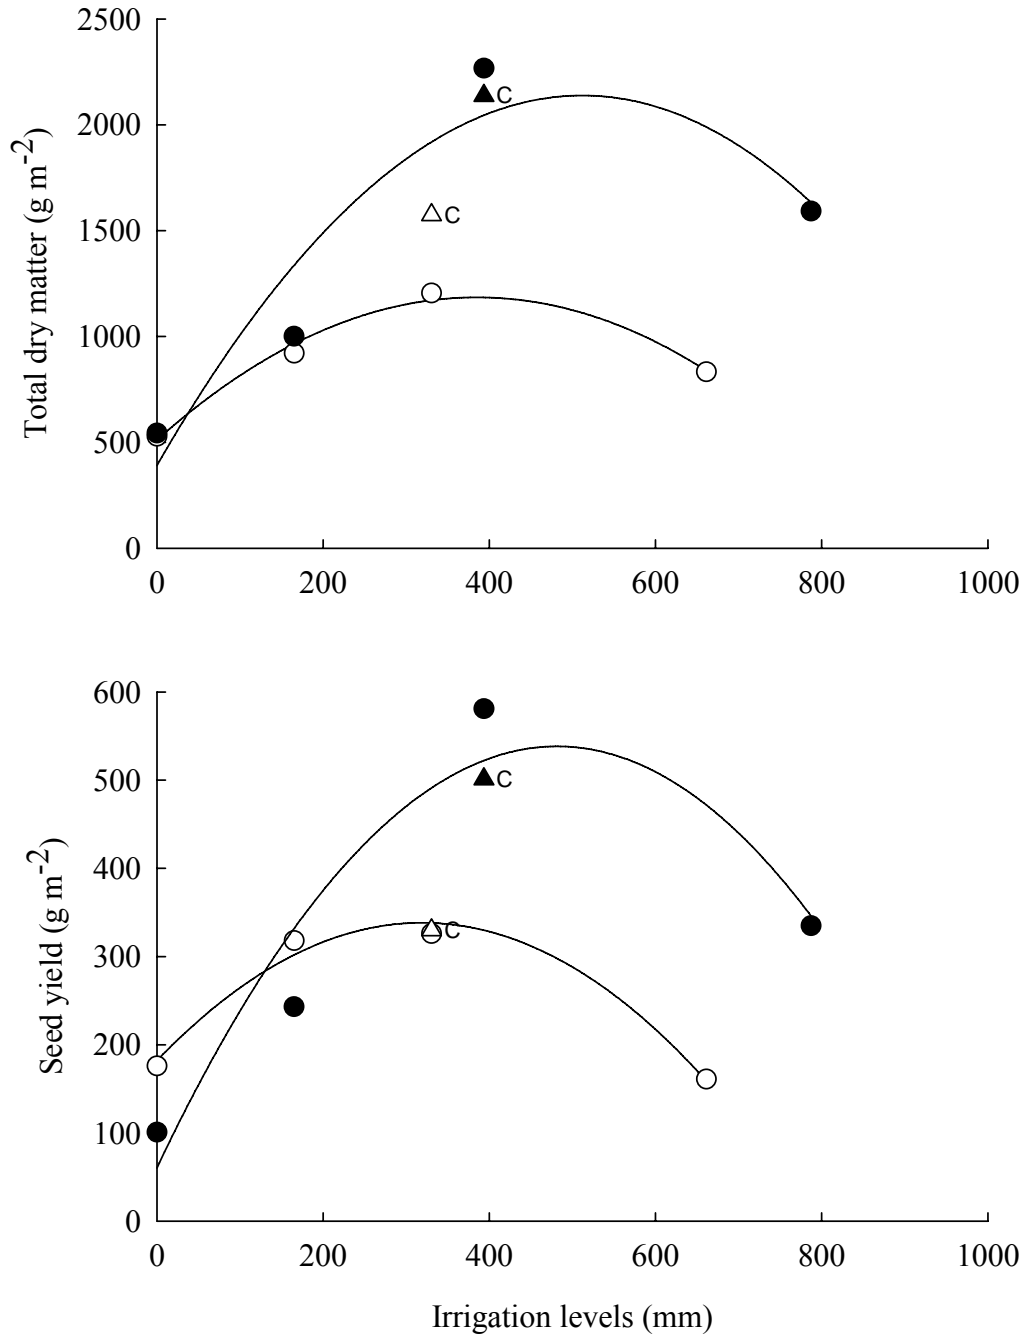 2500
2000
1500
1000
500
0
Total dry matter (g m-2)
C
C
0 200 400 600 800 1000
600
500
400
300
200
100
0
Seed yield (g m-2)
C
C
0 200 400 600 800 1000
Irrigation levels (mm)